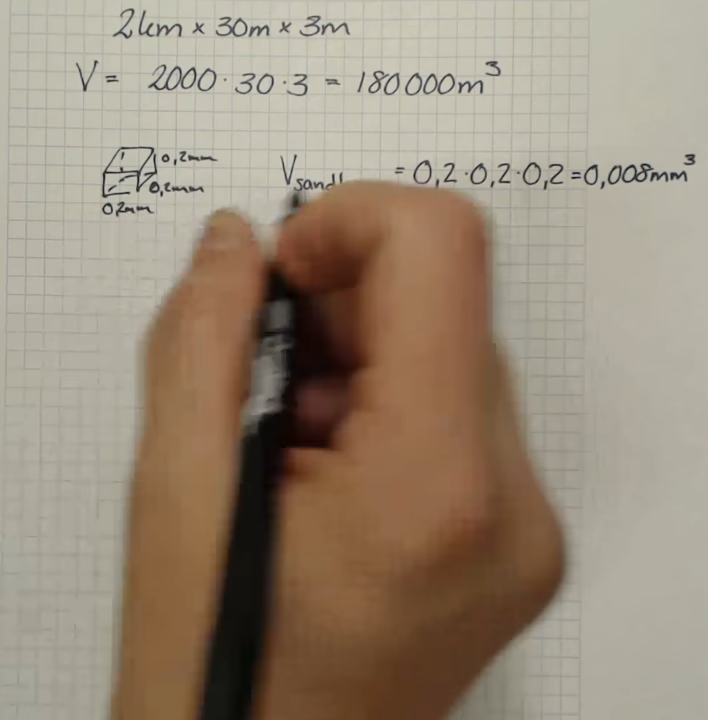 2km × 30m × 3m
V = 2000 · 30 · 3 = 180000m³
0,2mm
0,2mm
0,2mm
= 0,2 · 0,2 · 0,2 = 0,008mm³